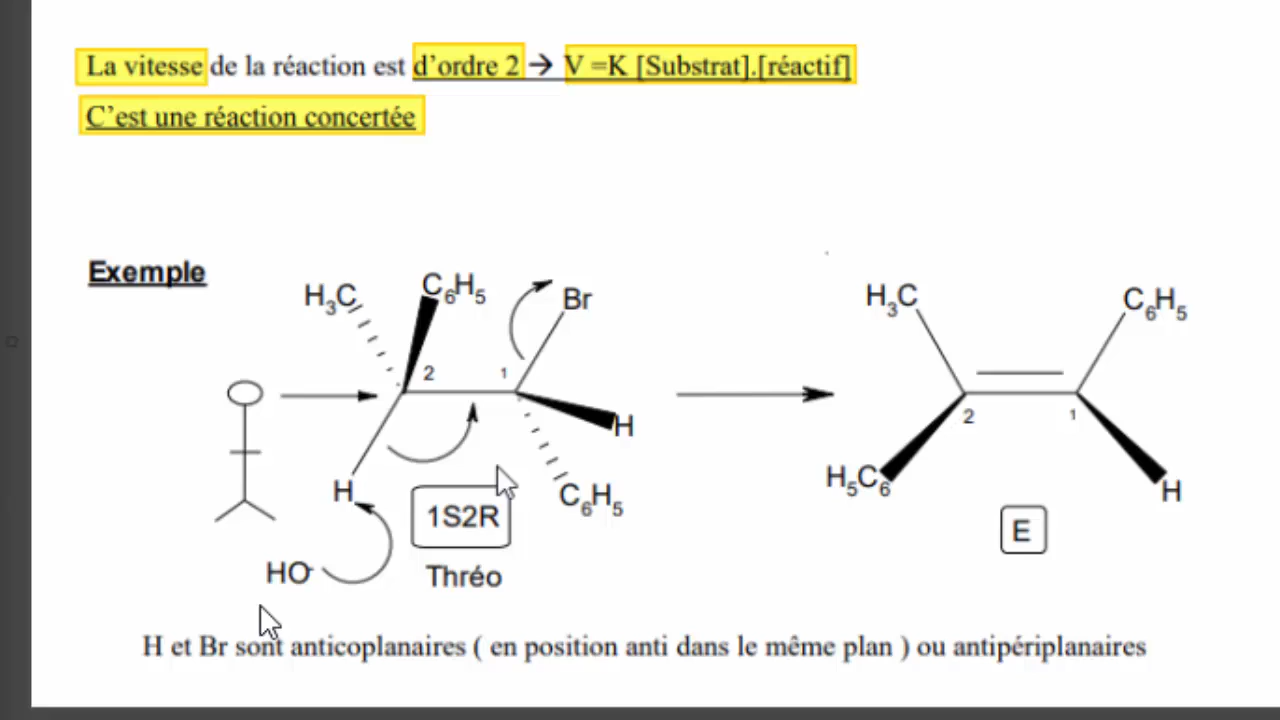 La vitesse de la réaction est d'ordre 2 → V =K [Substrat].[réactif]
C'est une réaction concertée
Exemple
H₃C C₆H₅ Br
2 1
H
H
C₆H₅
1S2R
HO⁻
Thréo
H₃C C₆H₅
2 1
H₅C₆ H
E
H et Br sont anticoplanaires ( en position anti dans le même plan ) ou antipériplanaires